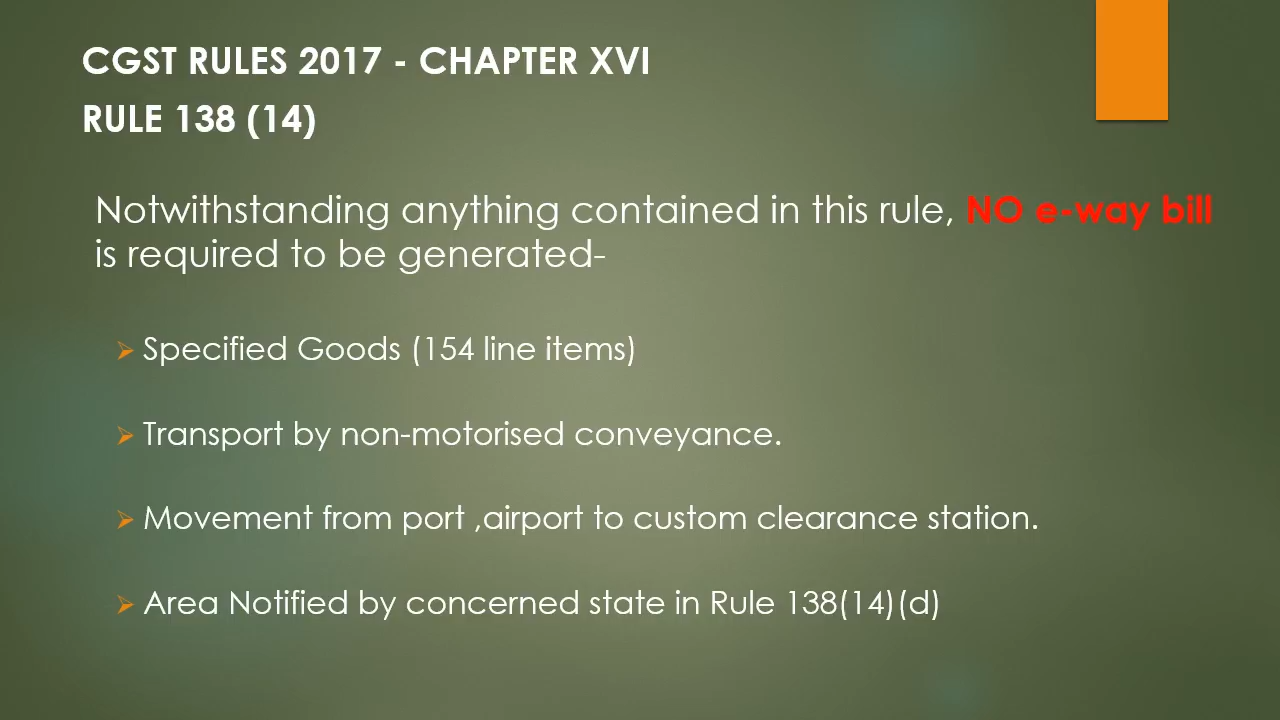 CGST RULES 2017 - CHAPTER XVI
RULE 138 (14)
Notwithstanding anything contained in this rule, NO e-way bill
is required to be generated-
Specified Goods (154 line items)
Transport by non-motorised conveyance.
Movement from port ,airport to custom clearance station.
Area Notified by concerned state in Rule 138(14)(d)